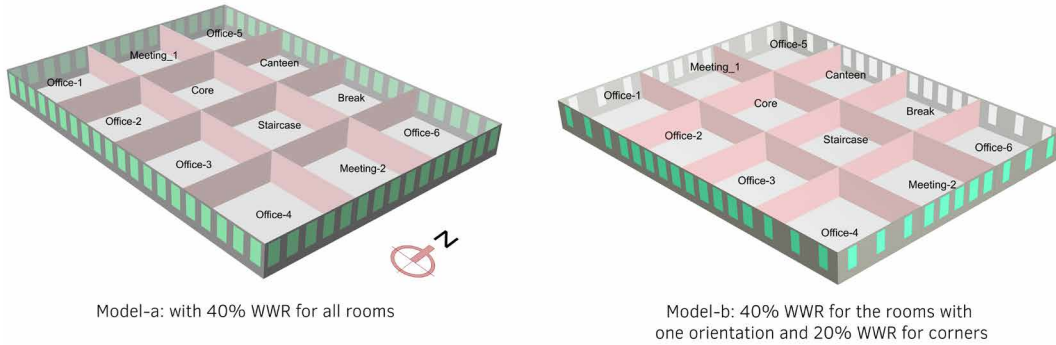 Office-5
Meeting_1
Canteen
Office-1
Core
Break
Office-2
Staircase
Office-6
Office-3
Meeting-2
Office-4
N
Model-a: with 40% WWR for all rooms
Office-5
Meeting_1
Canteen
Office-1
Core
Break
Office-2
Staircase
Office-6
Office-3
Meeting-2
Office-4
Model-b: 40% WWR for the rooms with
one orientation and 20% WWR for corners